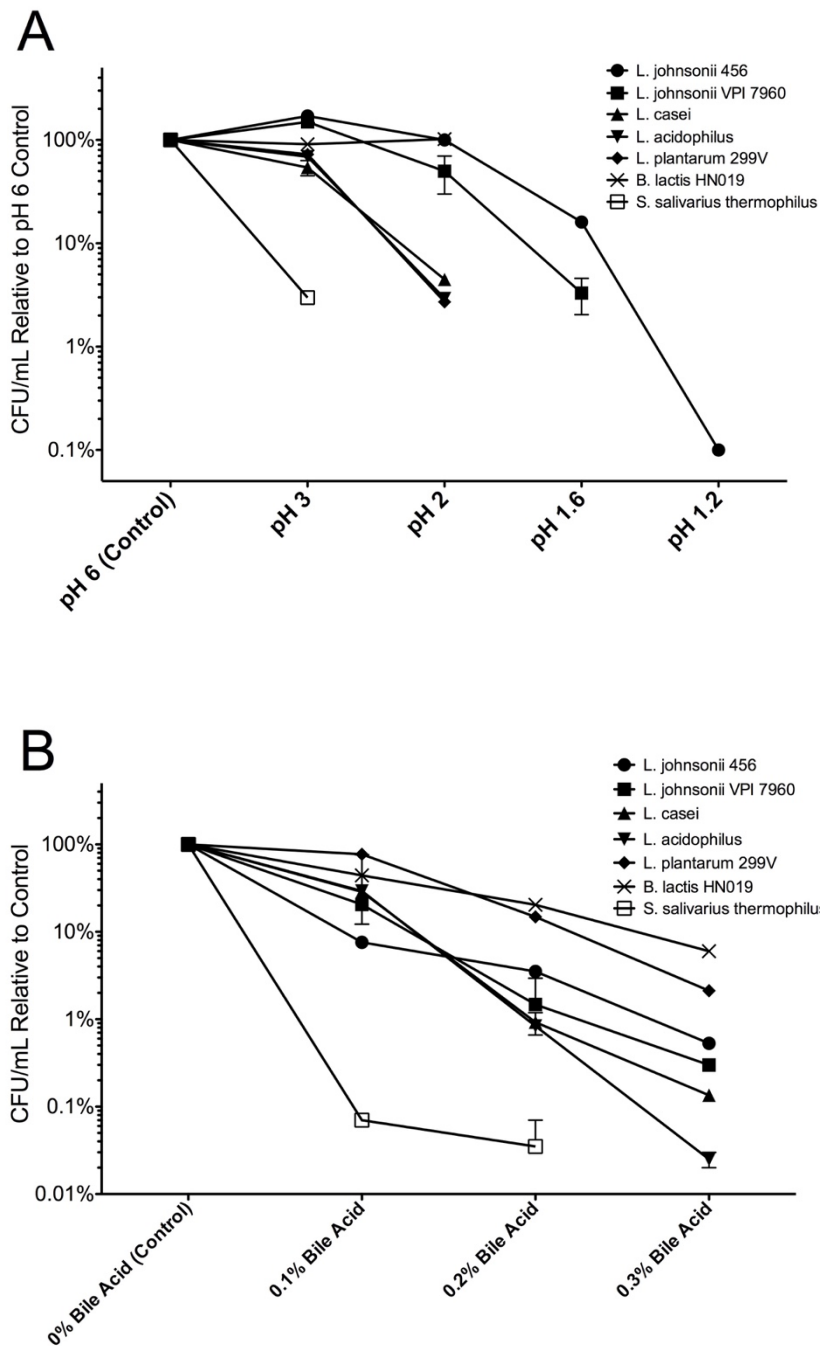 A
L. johnsonii 456
L. johnsonii VPI 7960
L. casei
L. acidophilus
L. plantarum 299V
B. lactis HN019
S. salivarius thermophilus
CFU/mL Relative to pH 6 Control
100%
10%
1%
0.1%
pH 6 (Control)
pH 3
pH 2
pH 1.6
pH 1.2
B
L. johnsonii 456
L. johnsonii VPI 7960
L. casei
L. acidophilus
L. plantarum 299V
B. lactis HN019
S. salivarius thermophilus
CFU/mL Relative to Control
100%
10%
1%
0.1%
0.01%
0% Bile Acid (Control)
0.1% Bile Acid
0.2% Bile Acid
0.3% Bile Acid